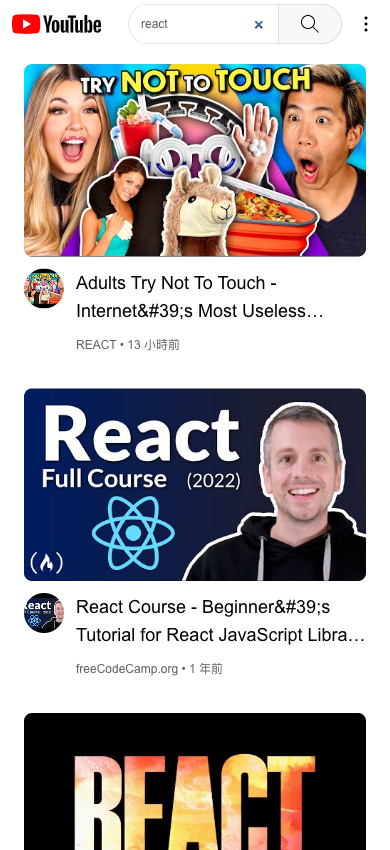 YouTube
react
TRY NOT TO TOUCH
Adults Try Not To Touch -
Internet&#39;s Most Useless…
REACT • 13 小時前
React
Full Course (2022)
React Course - Beginner&#39;s
Tutorial for React JavaScript Libra…
freeCodeCamp.org • 1 年前
REACT